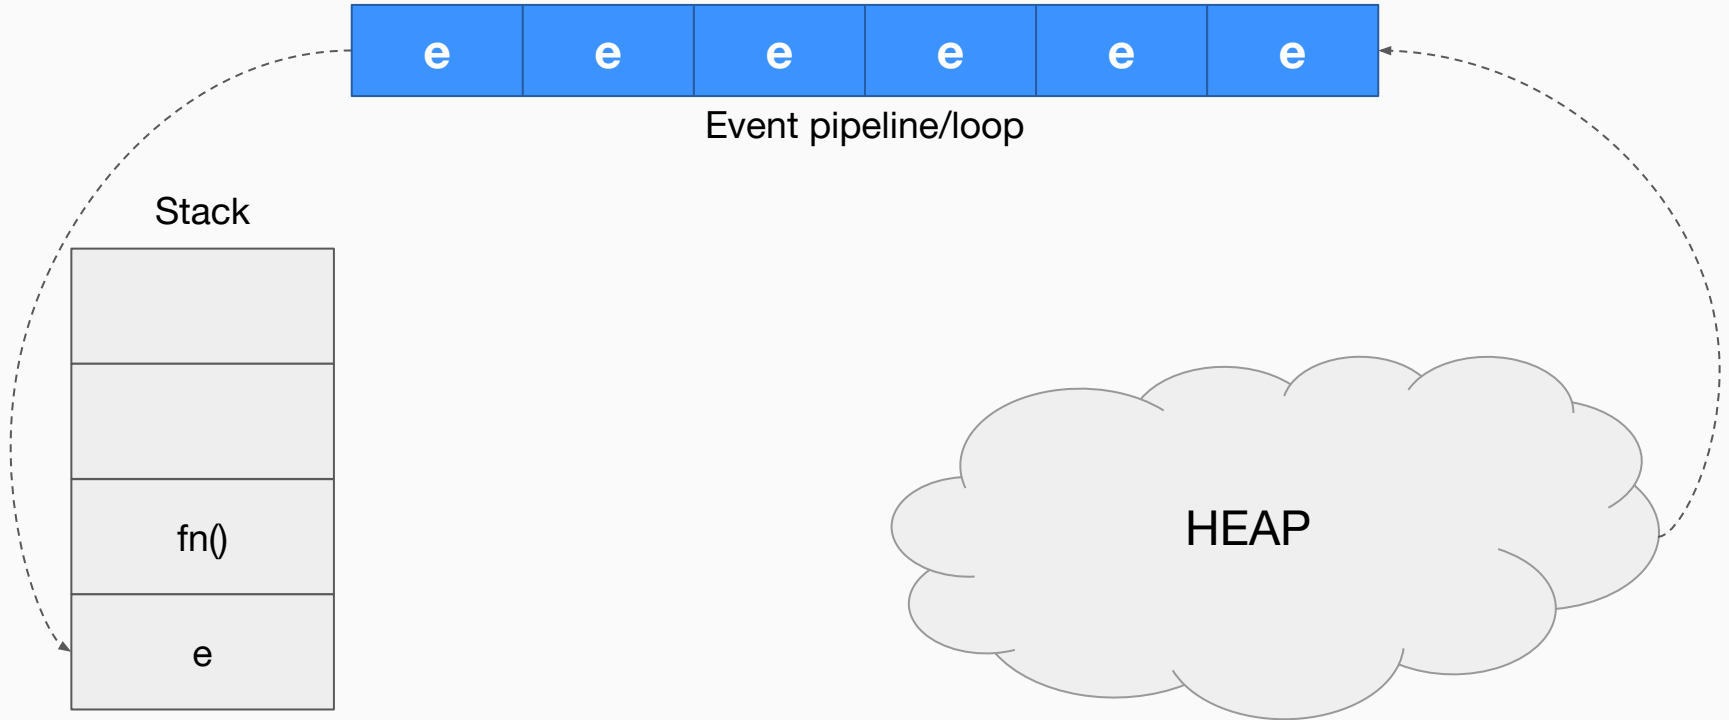 e e e e e e
Event pipeline/loop
Stack
fn()
HEAP
e